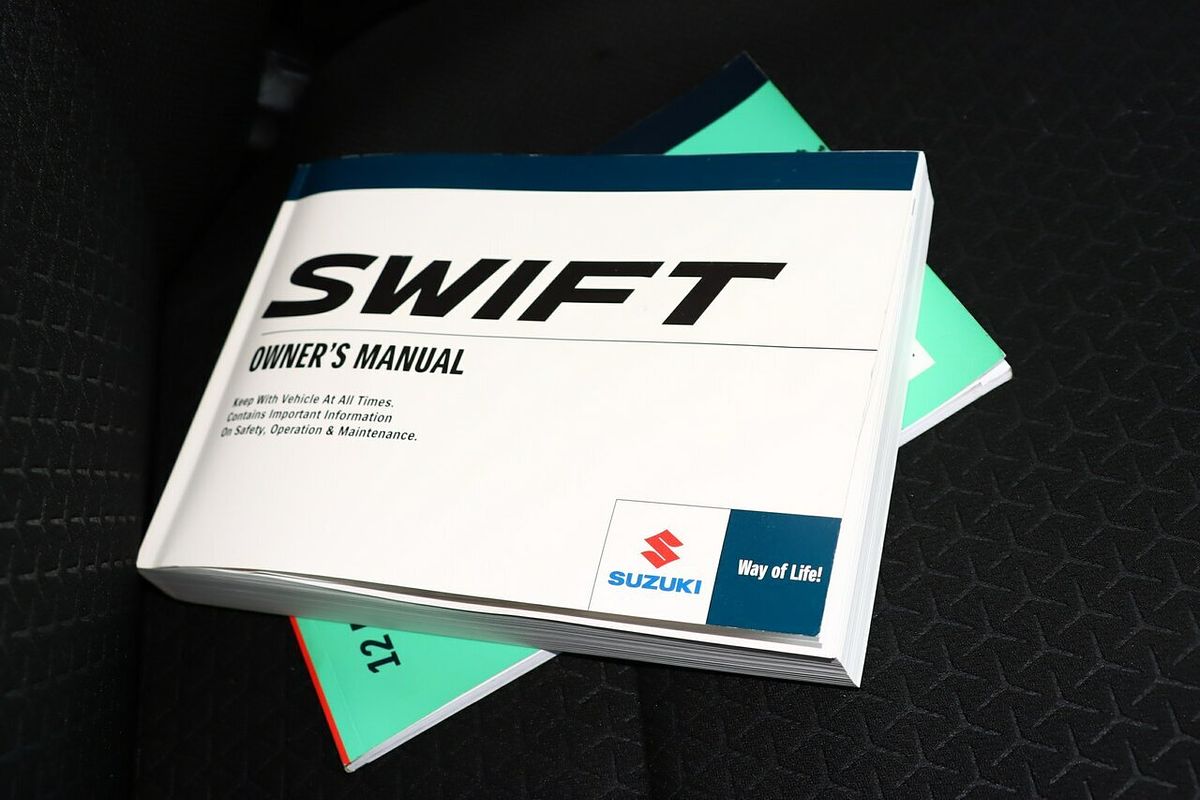 SWIFT
OWNER'S MANUAL
Keep With Vehicle At All Times.
Contains Important Information
On Safety, Operation & Maintenance.
SUZUKI
Way of Life!
12